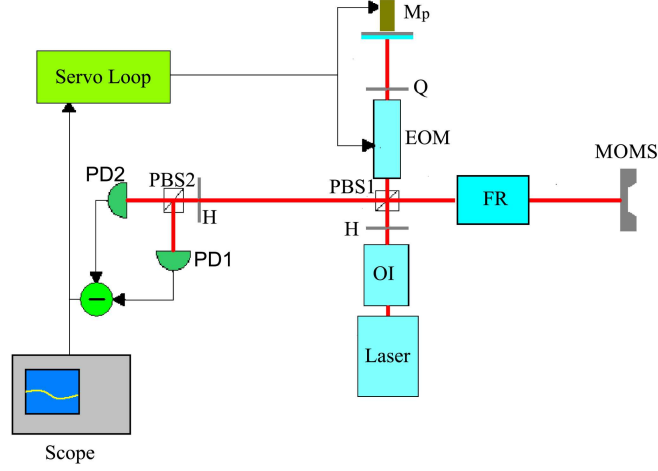 Mp
Servo Loop
Q
EOM
MOMS
PD2
PBS2
PBS1
FR
H
H
PD1
OI
−
Laser
Scope